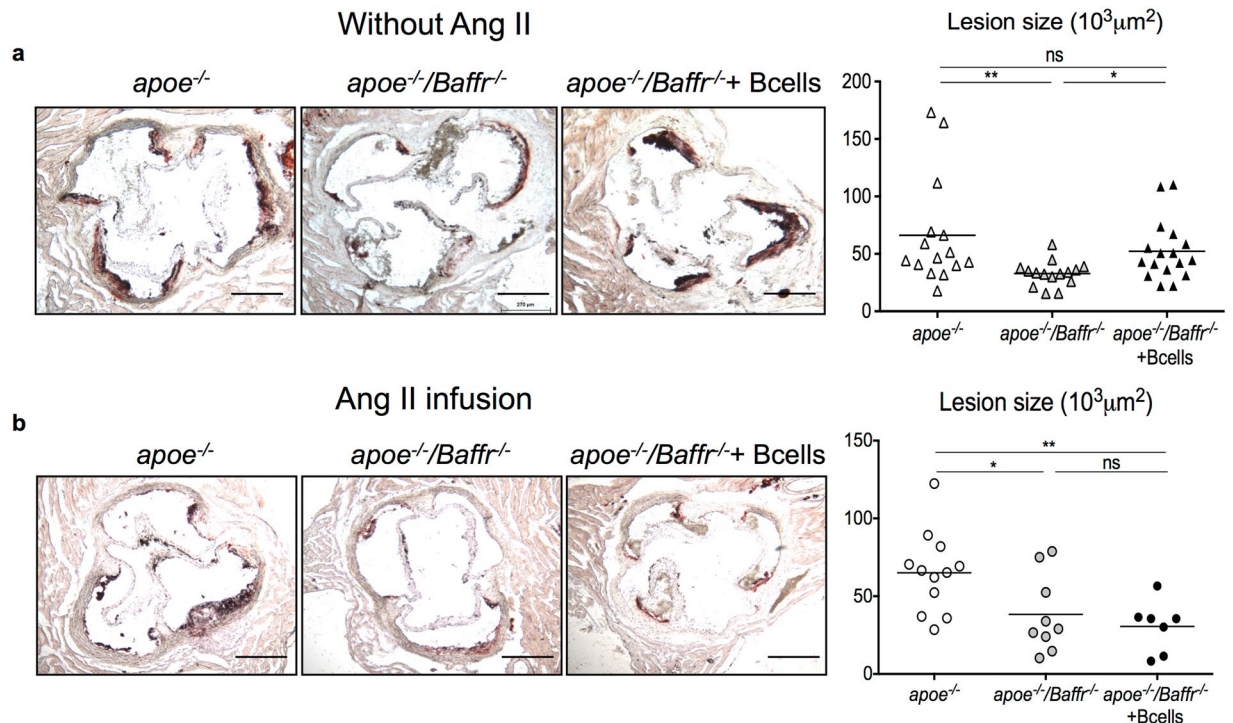 Without Ang II
Lesion size (10³μm²)
a
apoe-/-
apoe-/-/Baffr-/-
apoe-/-/Baffr-/-+ Bcells
270 μm
ns
**
*
200
150
100
50
0
apoe-/-
apoe-/-/Baffr-/-
apoe-/-/Baffr-/-
+Bcells
Ang II infusion
Lesion size (10³μm²)
b
apoe-/-
apoe-/-/Baffr-/-
apoe-/-/Baffr-/-+ Bcells
**
*
ns
150
100
50
0
apoe-/-
apoe-/-/Baffr-/-
apoe-/-/Baffr-/-
+Bcells